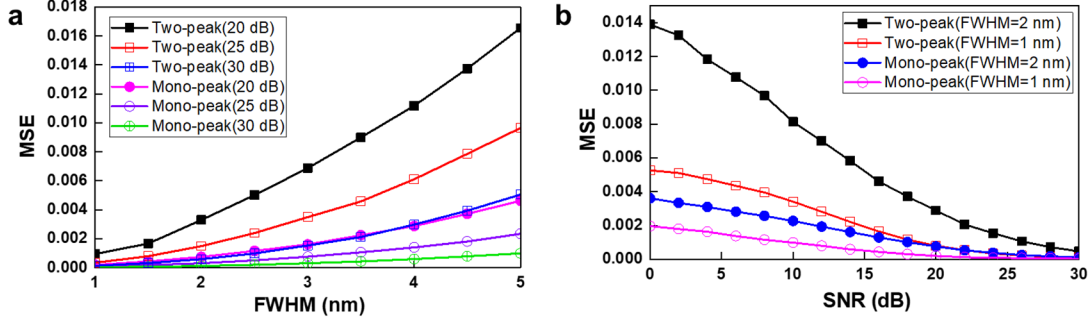 a
MSE
0.018
0.016
0.014
0.012
0.010
0.008
0.006
0.004
0.002
0.000
Two-peak(20 dB)
Two-peak(25 dB)
Two-peak(30 dB)
Mono-peak(20 dB)
Mono-peak(25 dB)
Mono-peak(30 dB)
1 2 3 4 5
FWHM (nm)
b
MSE
0.014
0.012
0.010
0.008
0.006
0.004
0.002
0.000
Two-peak(FWHM=2 nm)
Two-peak(FWHM=1 nm)
Mono-peak(FWHM=2 nm)
Mono-peak(FWHM=1 nm)
0 10 20 30
SNR (dB)